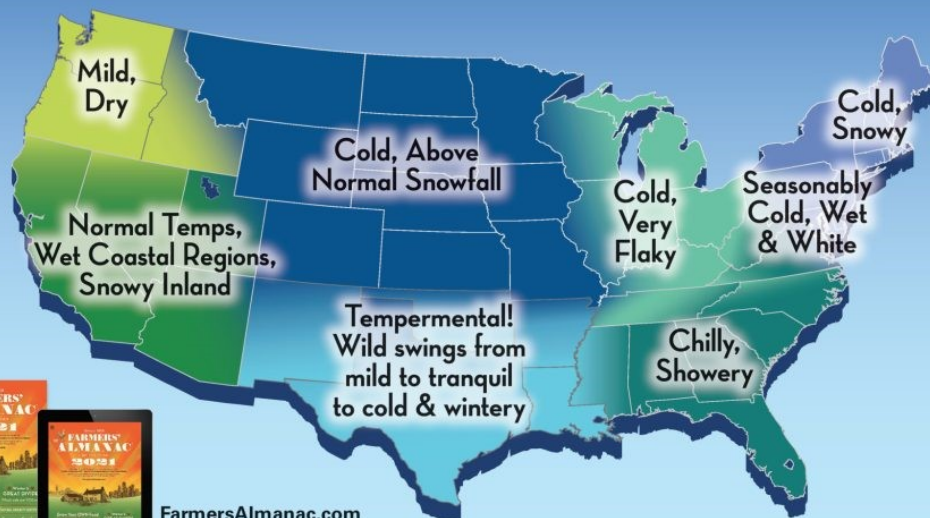 Mild,
Dry
Cold, Above
Normal Snowfall
Cold,
Snowy
Cold,
Very
Flaky
Seasonably
Cold, Wet
& White
Normal Temps,
Wet Coastal Regions,
Snowy Inland
Tempermental!
Wild swings from
mild to tranquil
to cold & wintery
Chilly,
Showery
FARMERS'
ALMANAC
2021
FarmersAlmanac.com